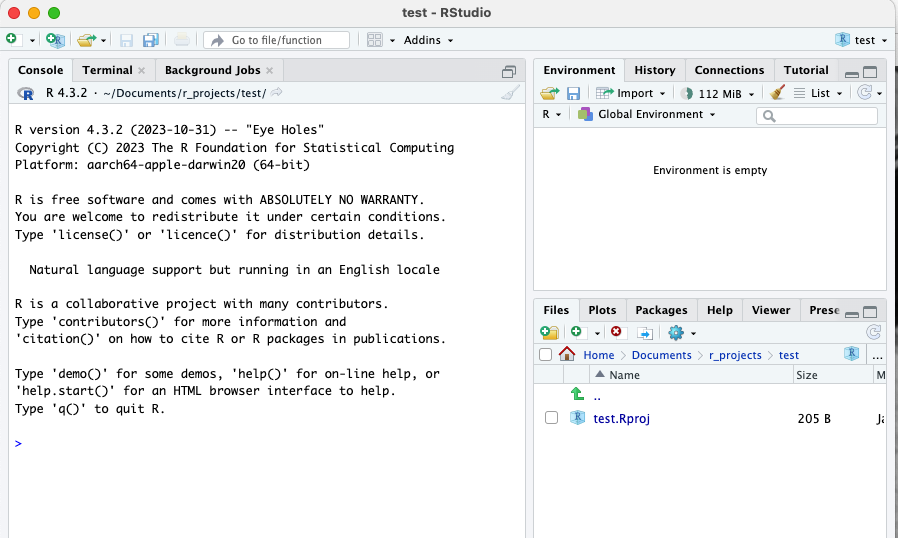 test - RStudio
Go to file/function
Addins
test
Console
Terminal
Background Jobs
R 4.3.2 · ~/Documents/r_projects/test/
R version 4.3.2 (2023-10-31) -- "Eye Holes"
Copyright (C) 2023 The R Foundation for Statistical Computing
Platform: aarch64-apple-darwin20 (64-bit)
R is free software and comes with ABSOLUTELY NO WARRANTY.
You are welcome to redistribute it under certain conditions.
Type 'license()' or 'licence()' for distribution details.
Natural language support but running in an English locale
R is a collaborative project with many contributors.
Type 'contributors()' for more information and
'citation()' on how to cite R or R packages in publications.
Type 'demo()' for some demos, 'help()' for on-line help, or
'help.start()' for an HTML browser interface to help.
Type 'q()' to quit R.
>
Environment
History
Connections
Tutorial
Import
112 MiB
List
R
Global Environment
Environment is empty
Files
Plots
Packages
Help
Viewer
Prese
Home
Documents
r_projects
test
...
Name
Size
M
..
test.Rproj
205 B
Ja